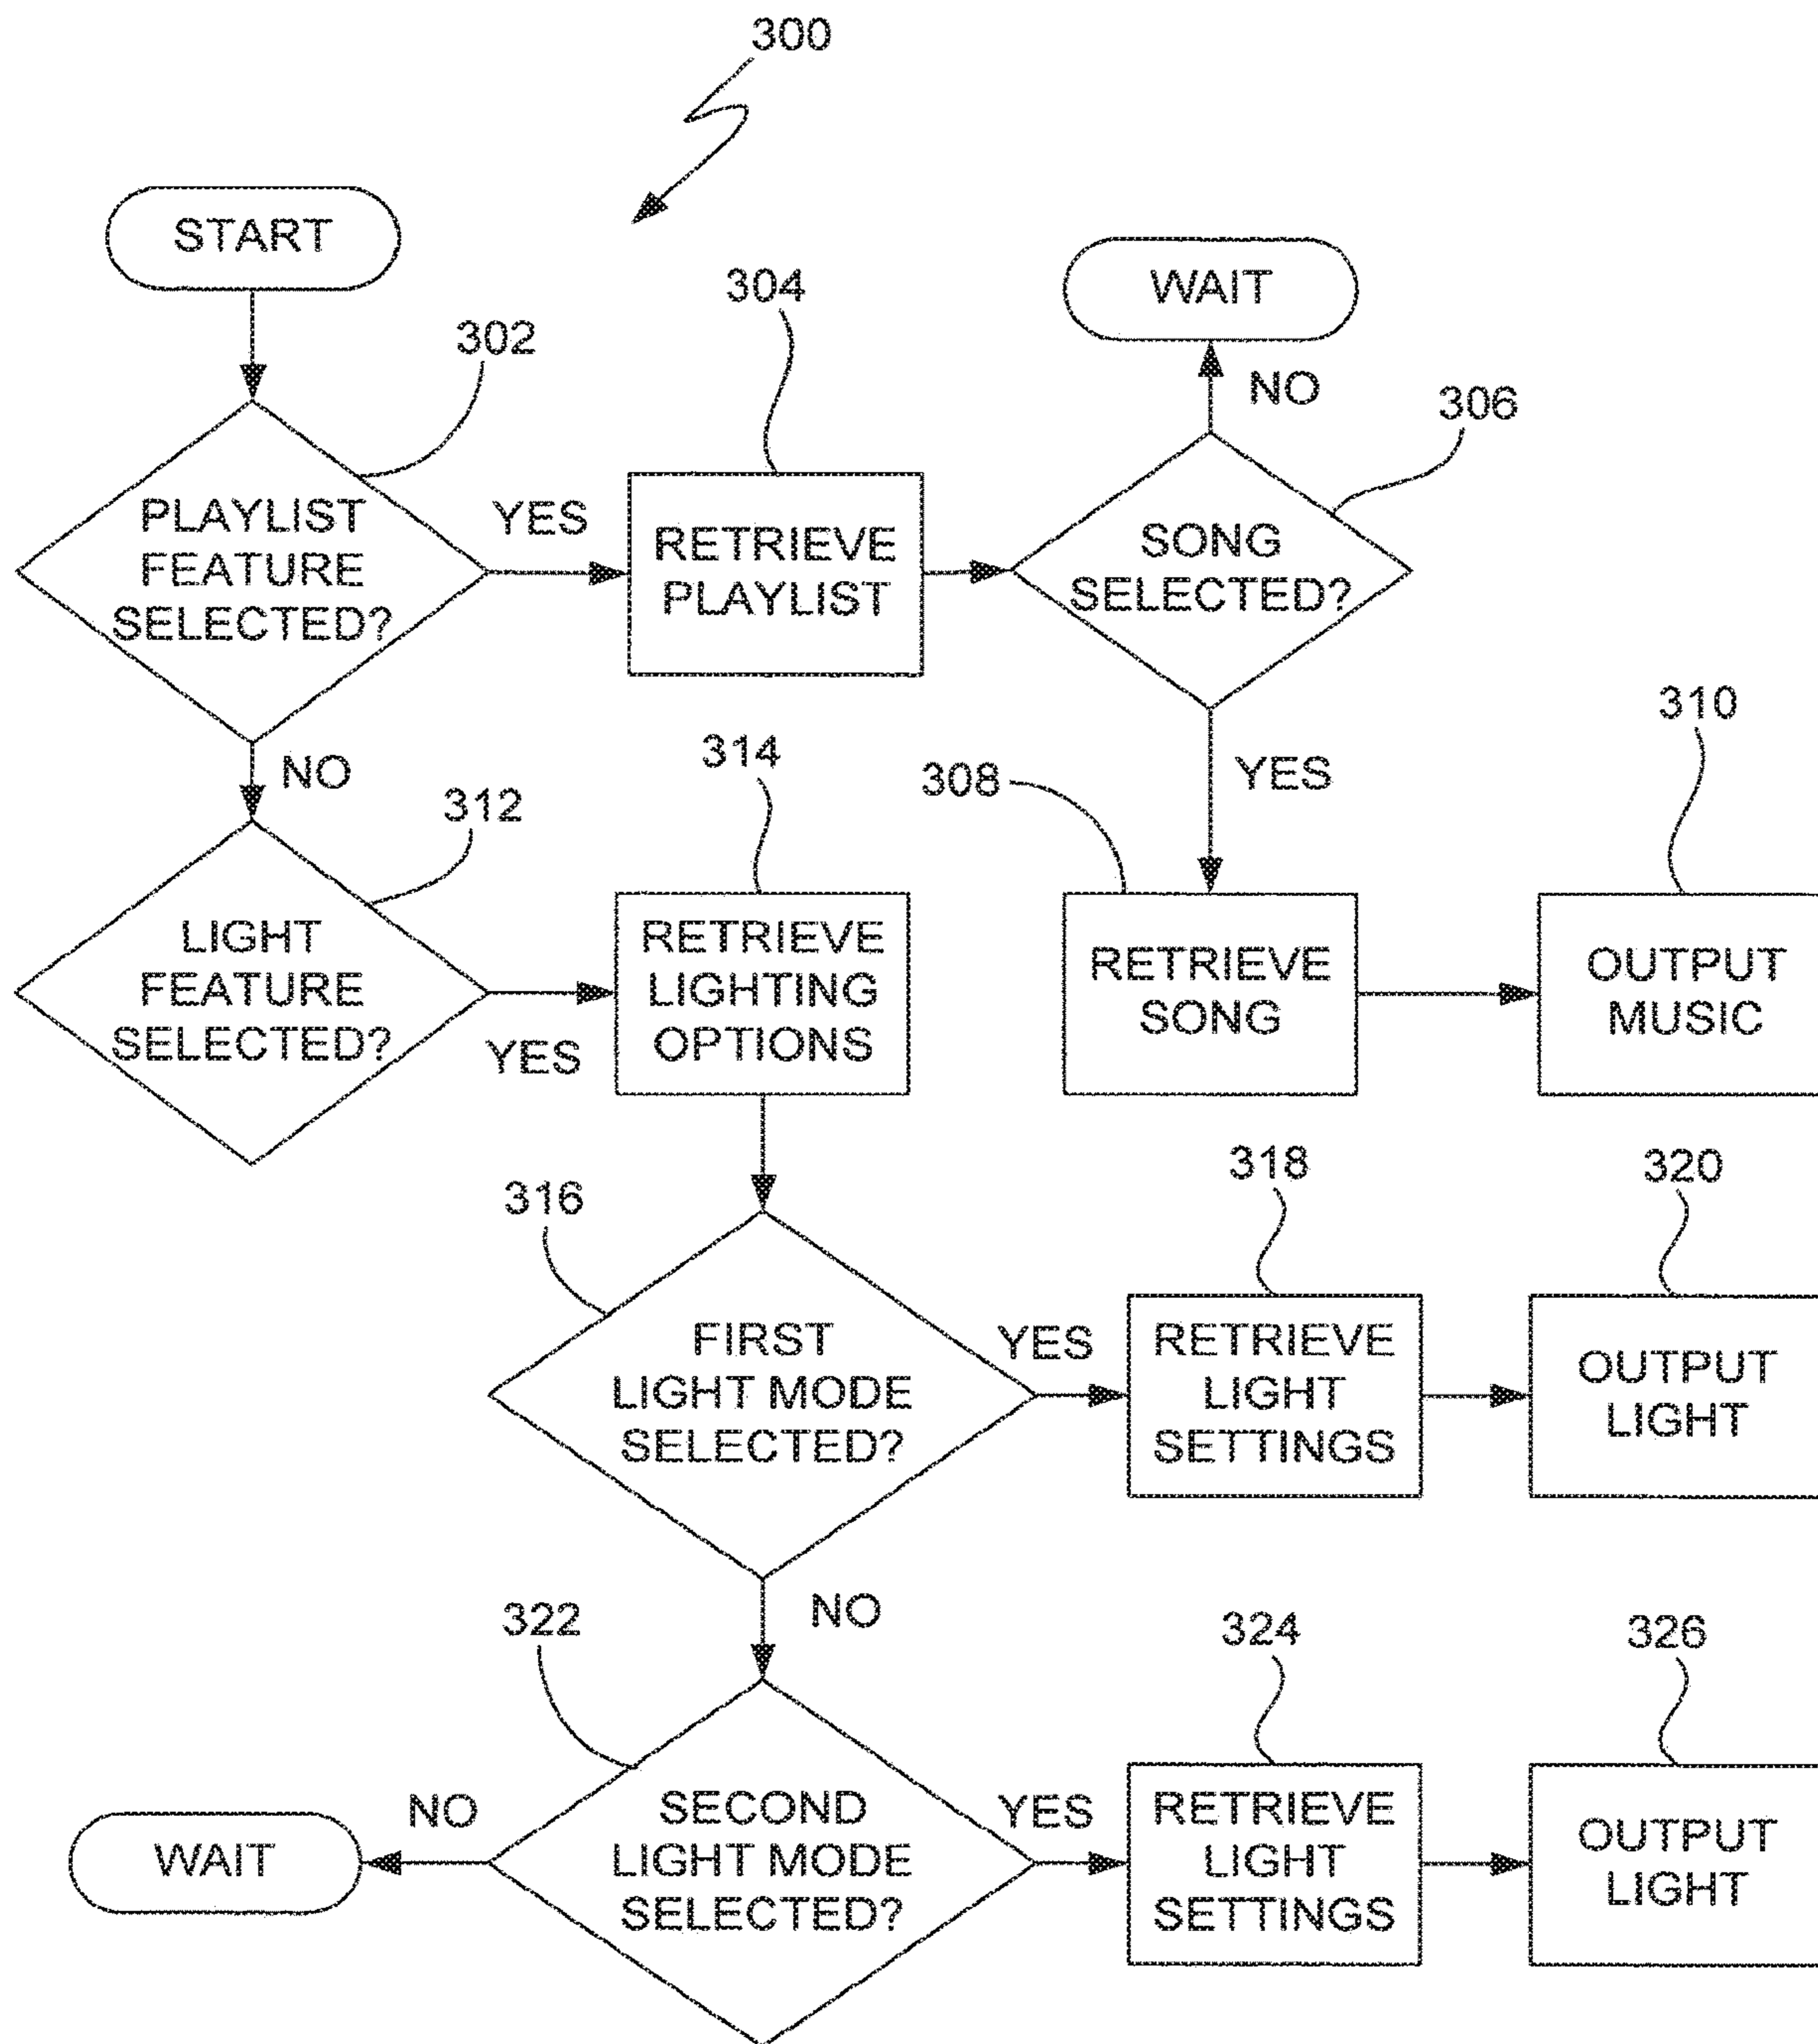 300
START
304
WAIT
302
NO
306
PLAYLIST
FEATURE
SELECTED?
YES
RETRIEVE
PLAYLIST
SONG
SELECTED?
310
NO
314
308
YES
312
LIGHT
FEATURE
SELECTED?
YES
RETRIEVE
LIGHTING
OPTIONS
RETRIEVE
SONG
OUTPUT
MUSIC
316
318
320
FIRST
LIGHT MODE
SELECTED?
YES
RETRIEVE
LIGHT
SETTINGS
OUTPUT
LIGHT
322
NO
324
326
WAIT
NO
SECOND
LIGHT MODE
SELECTED?
YES
RETRIEVE
LIGHT
SETTINGS
OUTPUT
LIGHT